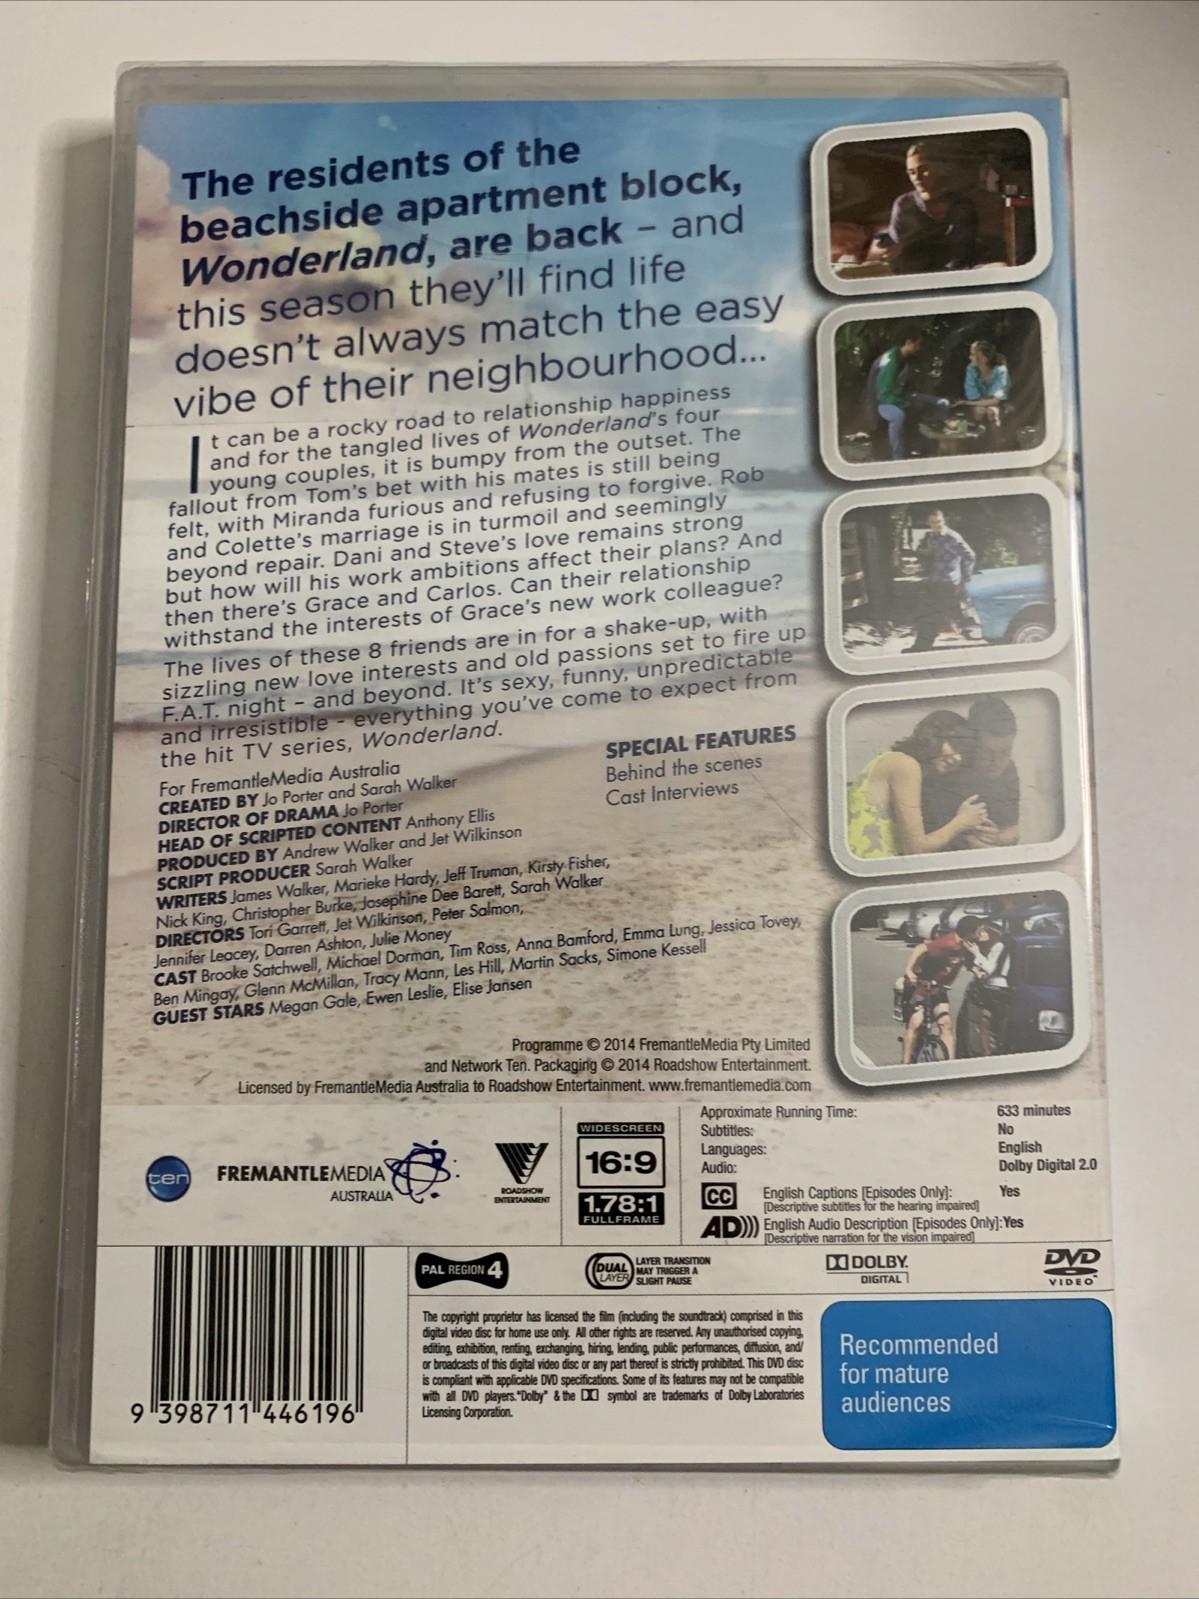 The residents of the
beachside apartment block,
Wonderland, are back – and
this season they'll find life
doesn't always match the easy
vibe of their neighbourhood...
It can be a rocky road to relationship happiness
and for the tangled lives of Wonderland's four
young couples, it is bumpy from the outset. The
fallout from Tom's bet with his mates is still being
felt, with Miranda furious and refusing to forgive. Rob
and Colette's marriage is in turmoil and seemingly
beyond repair. Dani and Steve's love remains strong
but how will his work ambitions affect their plans? And
then there's Grace and Carlos. Can their relationship
withstand the interests of Grace's new work colleague?
The lives of these 8 friends are in for a shake-up, with
sizzling new love interests and old passions set to fire up
F.A.T. night – and beyond. It's sexy, funny, unpredictable
and irresistible - everything you've come to expect from
the hit TV series, Wonderland.
SPECIAL FEATURES
Behind the scenes
Cast Interviews
For FremantleMedia Australia
CREATED BY Jo Porter and Sarah Walker
DIRECTOR OF DRAMA Jo Porter
HEAD OF SCRIPTED CONTENT Anthony Ellis
PRODUCED BY Andrew Walker and Jet Wilkinson
SCRIPT PRODUCER Sarah Walker
WRITERS James Walker, Marieke Hardy, Jeff Truman, Kirsty Fisher,
Nick King, Christopher Burke, Josephine Dee Barett, Sarah Walker
DIRECTORS Tori Garrett, Jet Wilkinson, Peter Salmon,
Jennifer Leacey, Darren Ashton, Julie Money
CAST Brooke Satchwell, Michael Dorman, Tim Ross, Anna Bamford, Emma Lung, Jessica Tovey,
Ben Mingay, Glenn McMillan, Tracy Mann, Les Hill, Martin Sacks, Simone Kessell
GUEST STARS Megan Gale, Ewen Leslie, Elise Jansen
Programme © 2014 FremantleMedia Pty Limited
and Network Ten. Packaging © 2014 Roadshow Entertainment.
Licensed by FremantleMedia Australia to Roadshow Entertainment. www.fremantlemedia.com
ten
FREMANTLEMEDIA
AUSTRALIA
ROADSHOW
ENTERTAINMENT
WIDESCREEN
16:9
1.78:1
FULLFRAME
Approximate Running Time: 633 minutes
Subtitles: No
Languages: English
Audio: Dolby Digital 2.0
CC English Captions [Episodes Only]: Yes
[Descriptive subtitles for the hearing impaired]
AD))) English Audio Description [Episodes Only]: Yes
[Descriptive narration for the vision impaired]
PAL REGION 4
DUAL LAYER
LAYER TRANSITION
MAY TRIGGER A
SLIGHT PAUSE
DOLBY
DIGITAL
DVD
VIDEO
9 398711 446196
The copyright proprietor has licensed the film (including the soundtrack) comprised in this
digital video disc for home use only. All other rights are reserved. Any unauthorised copying,
editing, exhibition, renting, exchanging, hiring, lending, public performances, diffusion, and/
or broadcasts of this digital video disc or any part thereof is strictly prohibited. This DVD disc
is compliant with applicable DVD specifications. Some of its features may not be compatible
with all DVD players. "Dolby" & the symbol are trademarks of Dolby Laboratories
Licensing Corporation.
Recommended
for mature
audiences